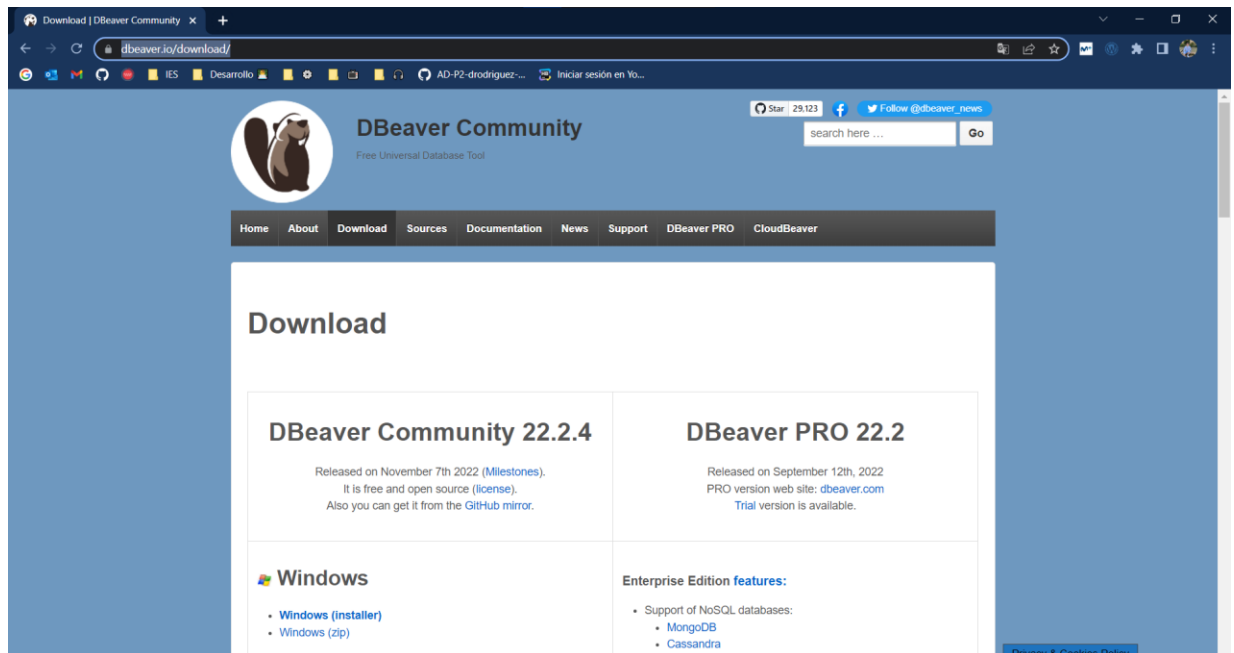 Download | DBeaver Community
dbeaver.io/download/
IES
Desarrollo
AD-P2-drodriguez-...
Iniciar sesión en Yo...
DBeaver Community
Free Universal Database Tool
Star 29,123
Follow @dbeaver_news
search here ...
Go
Home About Download Sources Documentation News Support DBeaver PRO CloudBeaver
Download
DBeaver Community 22.2.4
Released on November 7th 2022 (Milestones).
It is free and open source (license).
Also you can get it from the GitHub mirror.
DBeaver PRO 22.2
Released on September 12th, 2022
PRO version web site: dbeaver.com
Trial version is available.
Windows
Windows (installer)
Windows (zip)
Enterprise Edition features:
Support of NoSQL databases:
MongoDB
Cassandra
Privacy & Cookies Policy